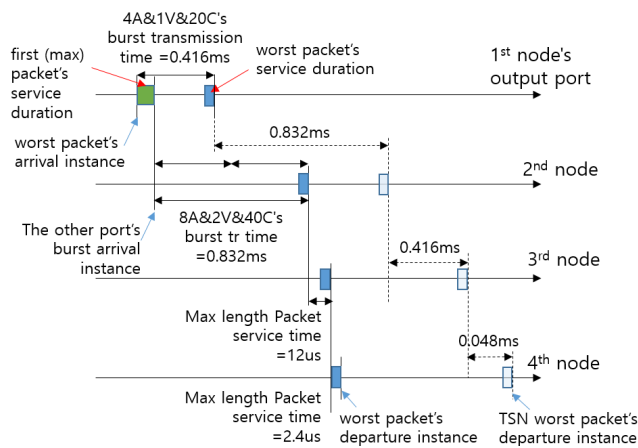 4A&1V&20C's
burst transmission
time =0.416ms
first (max)
packet's
service
duration
worst packet's
service duration
1st node's
output port
worst packet's
arrival instance
0.832ms
2nd node
The other port's
burst arrival
instance
8A&2V&40C's
burst tr time
=0.832ms
0.416ms
3rd node
Max length Packet
service time
=12us
0.048ms
4th node
Max length Packet
service time
=2.4us
worst packet's
departure instance
TSN worst packet's
departure instance